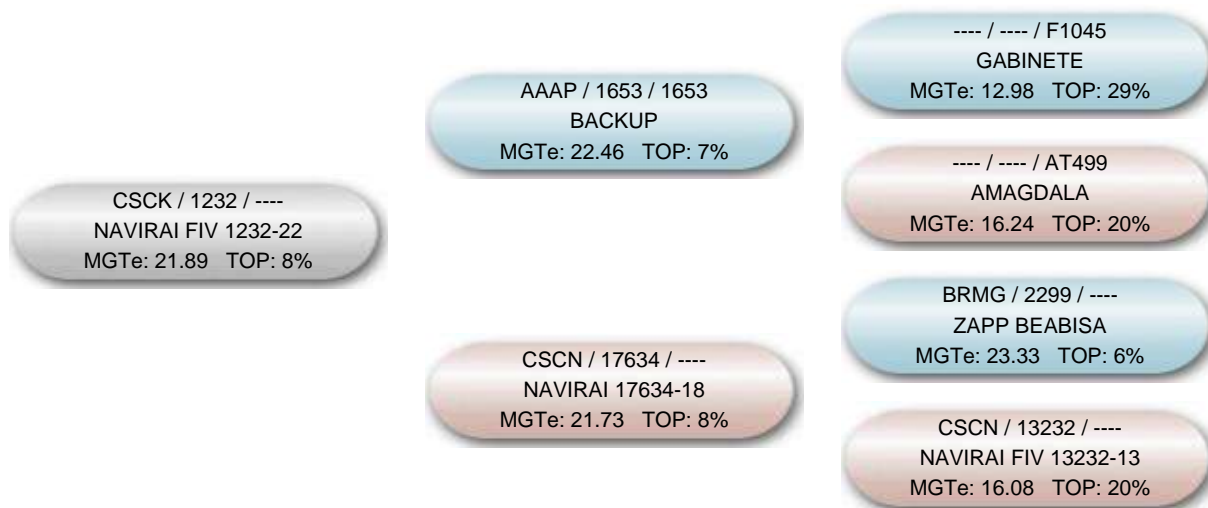 CSCK / 1232 / ----
NAVIRAI FIV 1232-22
MGTe: 21.89 TOP: 8%
AAAP / 1653 / 1653
BACKUP
MGTe: 22.46 TOP: 7%
CSCN / 17634 / ----
NAVIRAI 17634-18
MGTe: 21.73 TOP: 8%
---- / ---- / F1045
GABINETE
MGTe: 12.98 TOP: 29%
---- / ---- / AT499
AMAGDALA
MGTe: 16.24 TOP: 20%
BRMG / 2299 / ----
ZAPP BEABISA
MGTe: 23.33 TOP: 6%
CSCN / 13232 / ----
NAVIRAI FIV 13232-13
MGTe: 16.08 TOP: 20%